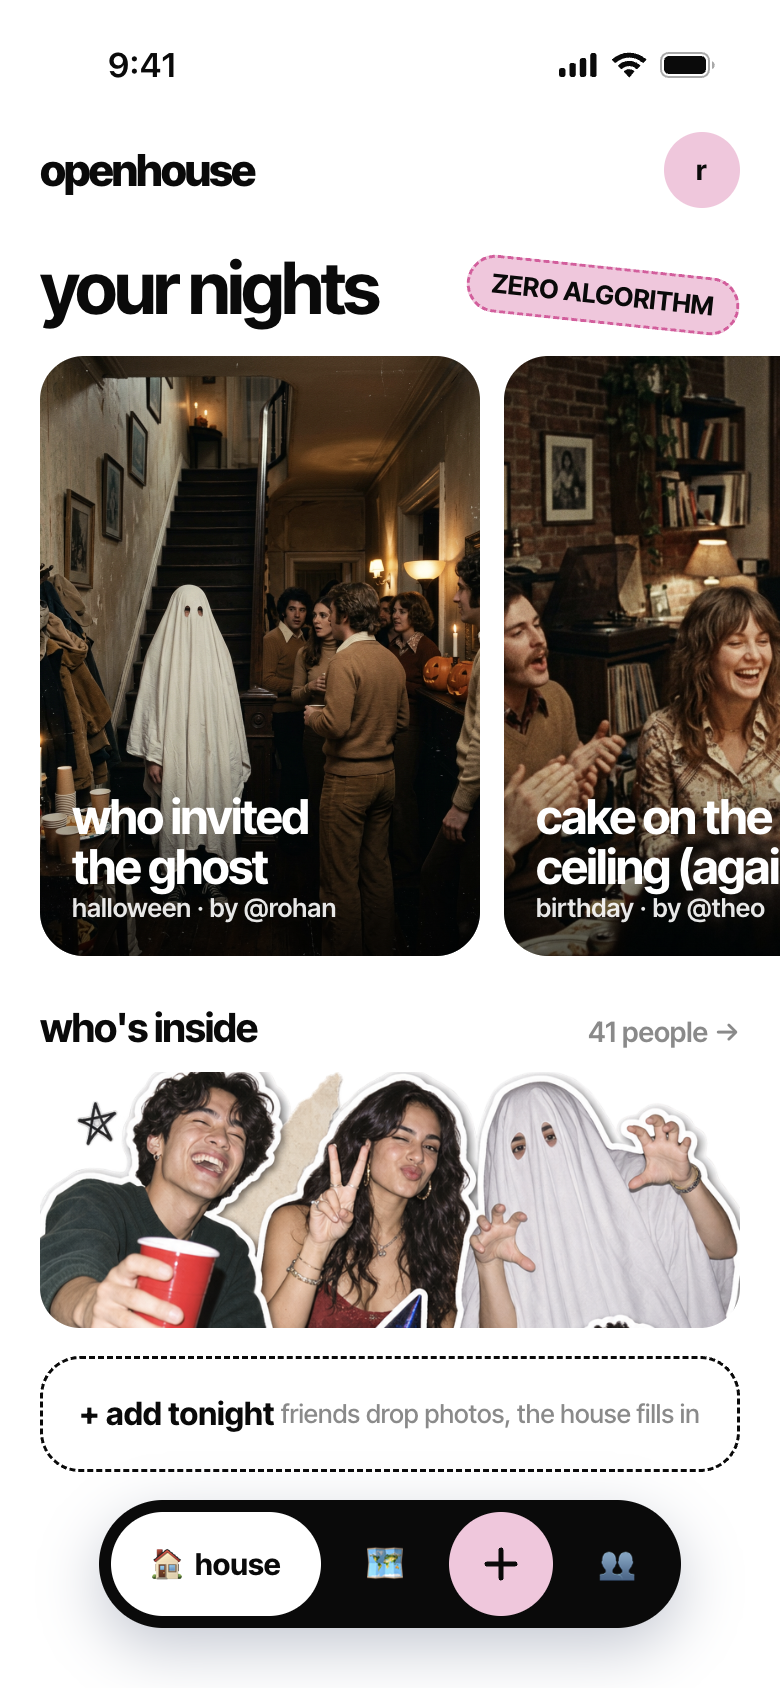 9:41
openhouse
r
your nights
ZERO ALGORITHM
who invited
the ghost
halloween · by @rohan
cake on the
ceiling (agai
birthday · by @theo
who's inside
41 people →
+ add tonight friends drop photos, the house fills in
house